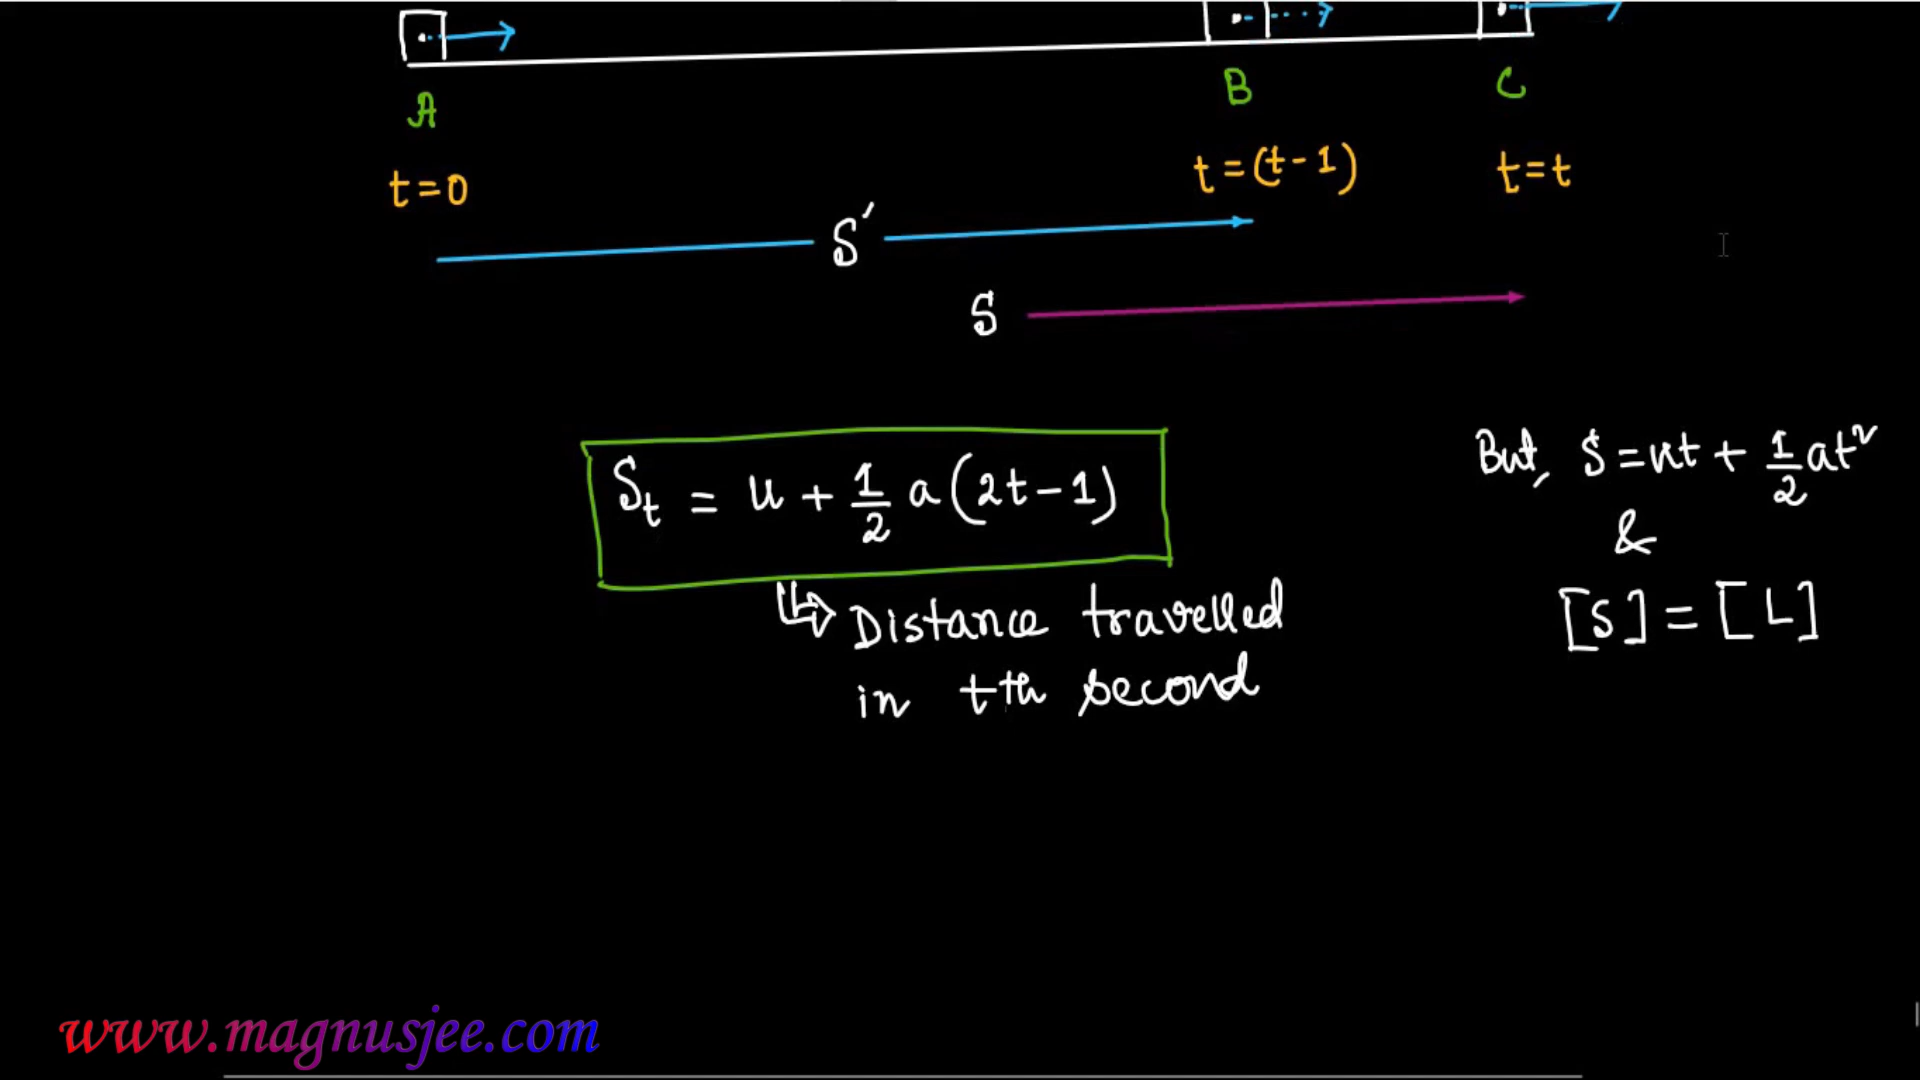 A B C
t=0 t=(t-1) t=t
S′
S
But, S=ut + 1/2 at²
S_t = u + 1/2 a(2t-1)
&
Distance travelled
[S] = [L]
in tth second
www.magnusjee.com